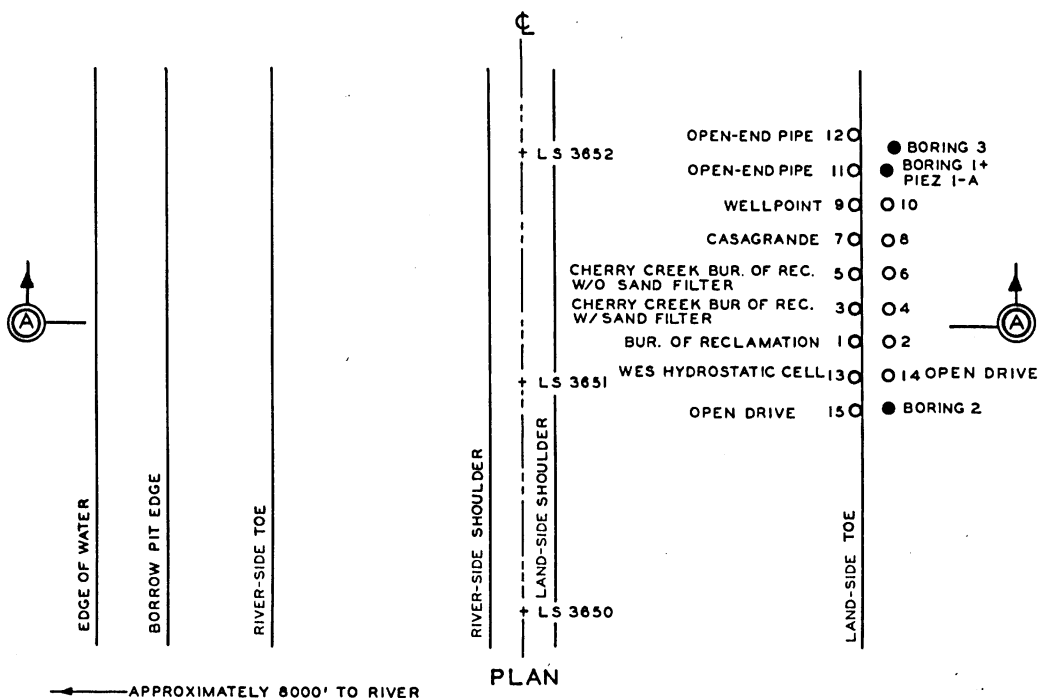 ℄
OPEN-END PIPE 12
BORING 3
LS 3652
OPEN-END PIPE 11
BORING 1+
PIEZ 1-A
WELLPOINT 9
10
CASAGRANDE 7
8
CHERRY CREEK BUR. OF REC. 5
W/O SAND FILTER
6
CHERRY CREEK BUR OF REC. 3
W/SAND FILTER
4
A
A
BUR. OF RECLAMATION 1
2
WES HYDROSTATIC CELL 13
14 OPEN DRIVE
LS 3651
OPEN DRIVE 15
BORING 2
EDGE OF WATER
BORROW PIT EDGE
RIVER-SIDE TOE
RIVER-SIDE SHOULDER
LAND-SIDE SHOULDER
LAND-SIDE TOE
LS 3650
PLAN
APPROXIMATELY 8000' TO RIVER